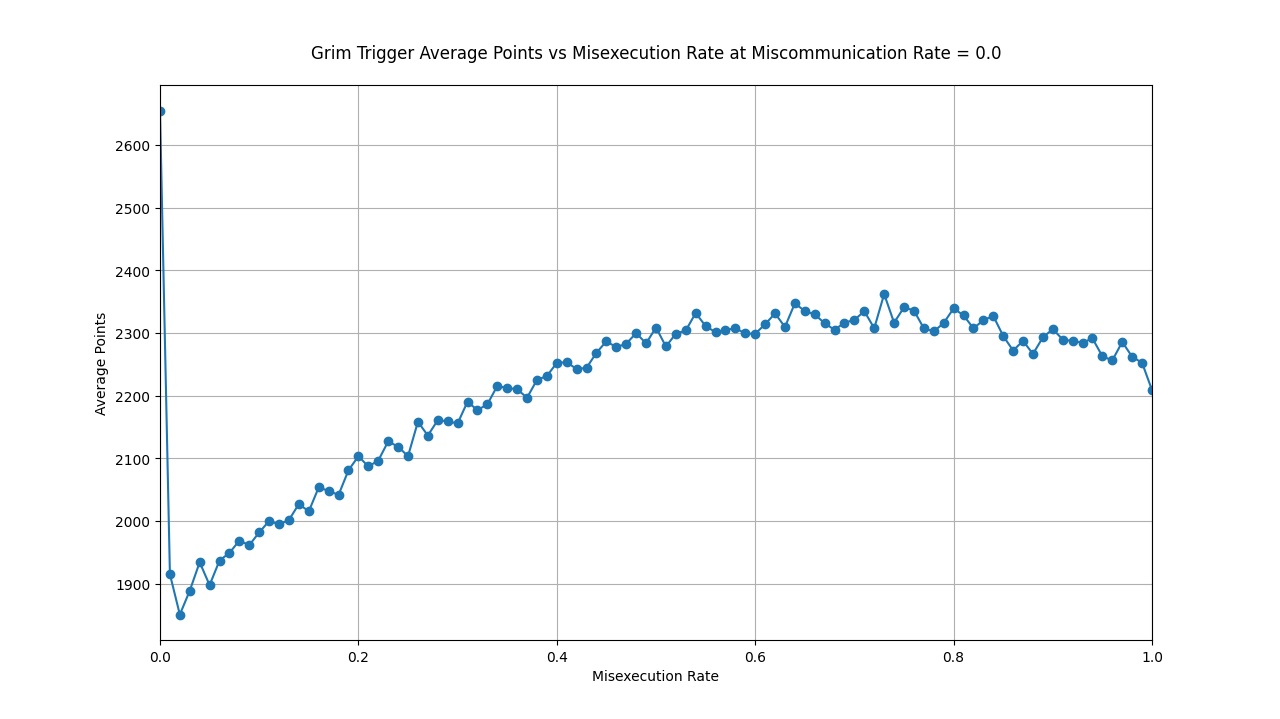 Grim Trigger Average Points vs Misexecution Rate at Miscommunication Rate = 0.0
Average Points
2600
2500
2400
2300
2200
2100
2000
1900
0.0 0.2 0.4 0.6 0.8 1.0
Misexecution Rate